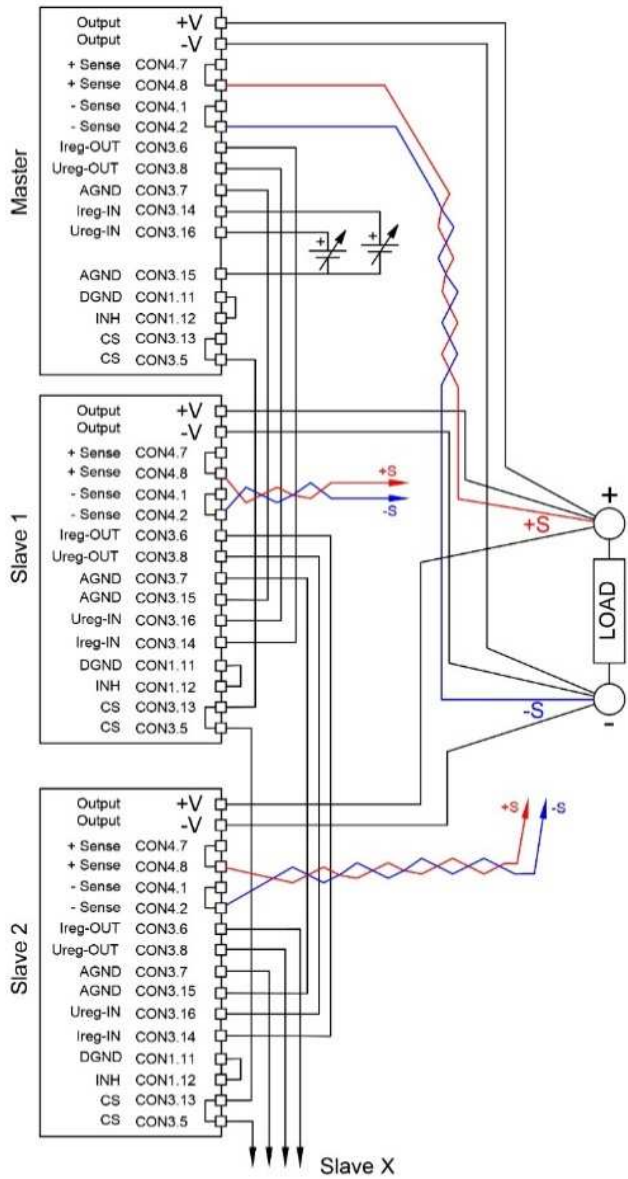 Master
Output +V
Output -V
+ Sense CON4.7
+ Sense CON4.8
- Sense CON4.1
- Sense CON4.2
Ireg-OUT CON3.6
Ureg-OUT CON3.8
AGND CON3.7
Ireg-IN CON3.14
Ureg-IN CON3.16
AGND CON3.15
DGND CON1.11
INH CON1.12
CS CON3.13
CS CON3.5
+
+
Slave 1
Output +V
Output -V
+ Sense CON4.7
+ Sense CON4.8
- Sense CON4.1
- Sense CON4.2
Ireg-OUT CON3.6
Ureg-OUT CON3.8
AGND CON3.7
AGND CON3.15
Ureg-IN CON3.16
Ireg-IN CON3.14
DGND CON1.11
INH CON1.12
CS CON3.13
CS CON3.5
+S
-S
+
+S
LOAD
-S
-
Slave 2
Output +V
Output -V
+ Sense CON4.7
+ Sense CON4.8
- Sense CON4.1
- Sense CON4.2
Ireg-OUT CON3.6
Ureg-OUT CON3.8
AGND CON3.7
AGND CON3.15
Ureg-IN CON3.16
Ireg-IN CON3.14
DGND CON1.11
INH CON1.12
CS CON3.13
CS CON3.5
+S
-S
Slave X